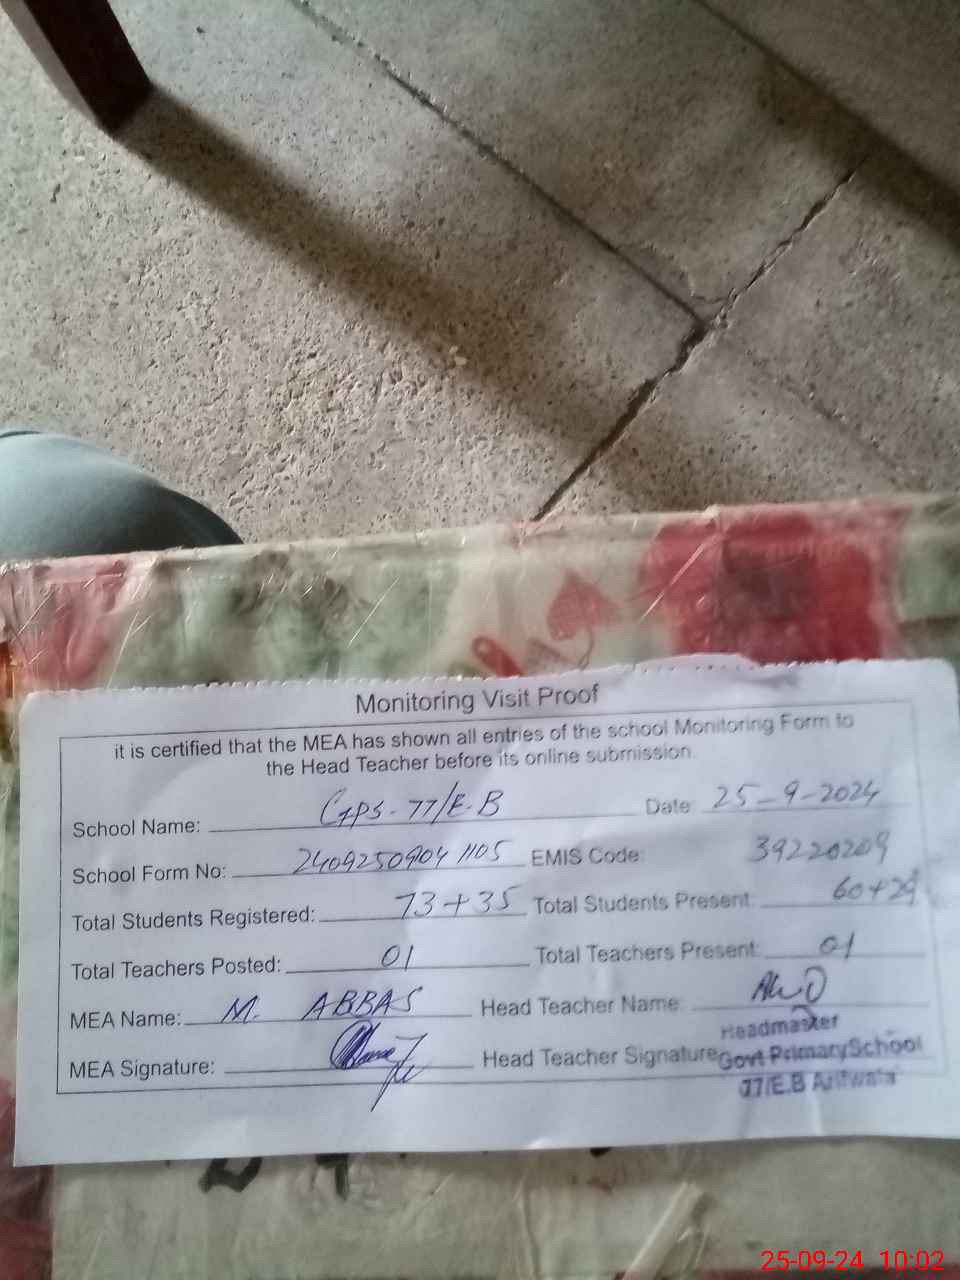 Monitoring Visit Proof
it is certified that the MEA has shown all entries of the school Monitoring Form to
the Head Teacher before its online submission.
School Name: GPS-77/E.B Date: 25-9-2024
School Form No: 24092509041105 EMIS Code: 39220209
Total Students Registered: 73+35 Total Students Present: 60+29
Total Teachers Posted: 01 Total Teachers Present: 01
MEA Name: M. ABBAS Head Teacher Name:
MEA Signature: Head Teacher Signature
Headmaster
Govt Primary School
77/E.B Arifwala
25-09-24 10:02